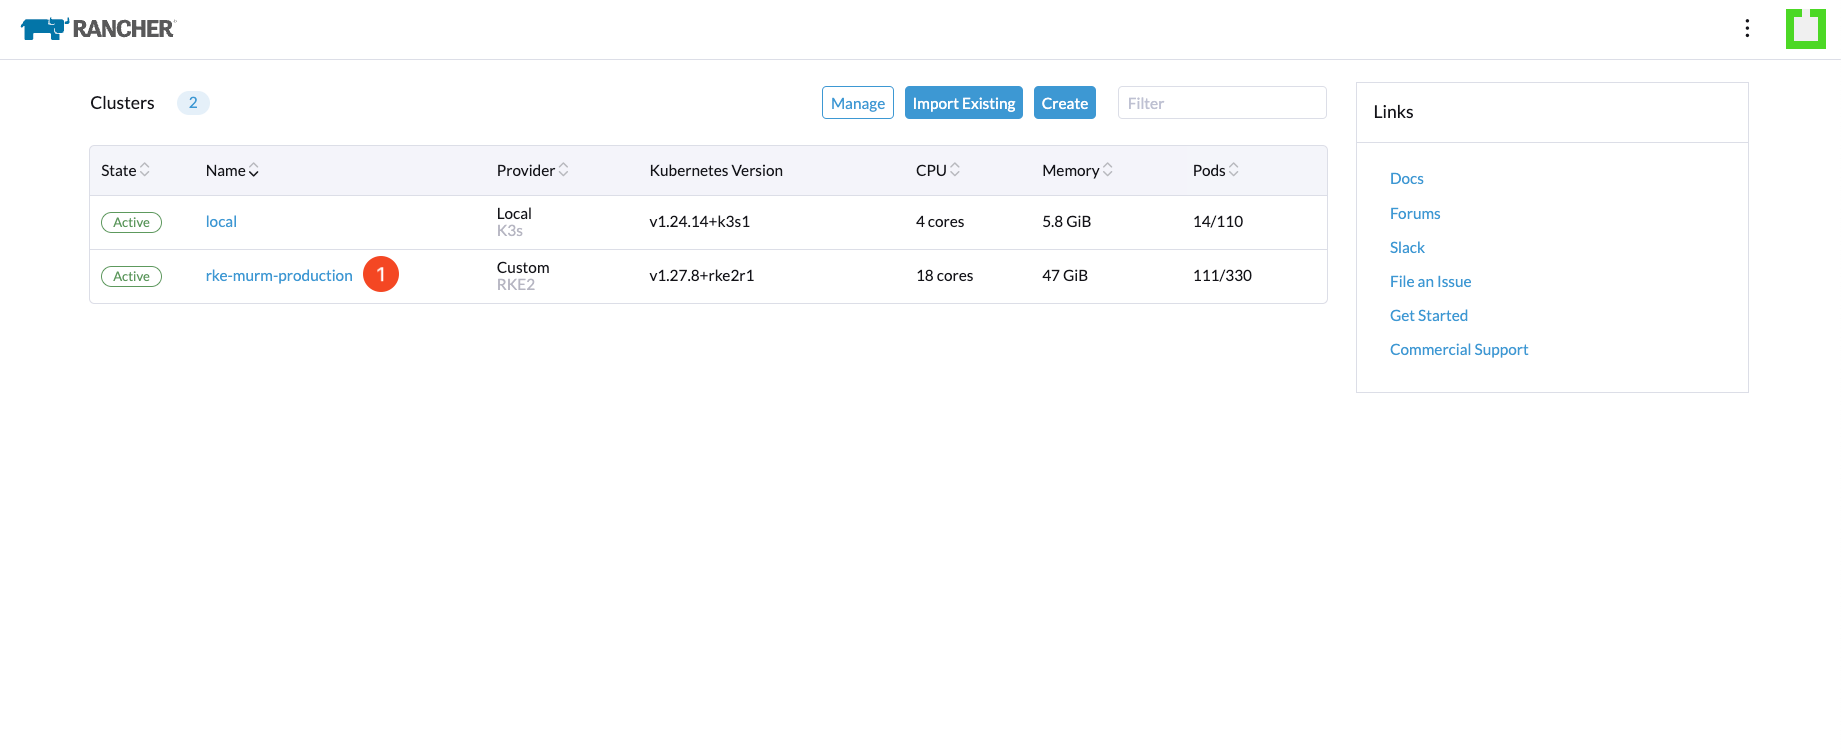 RANCHER
Clusters 2 Manage Import Existing Create Filter
State Name Provider Kubernetes Version CPU Memory Pods
Active local Local K3s v1.24.14+k3s1 4 cores 5.8 GiB 14/110
Active rke-murm-production 1 Custom RKE2 v1.27.8+rke2r1 18 cores 47 GiB 111/330
Links
Docs
Forums
Slack
File an Issue
Get Started
Commercial Support